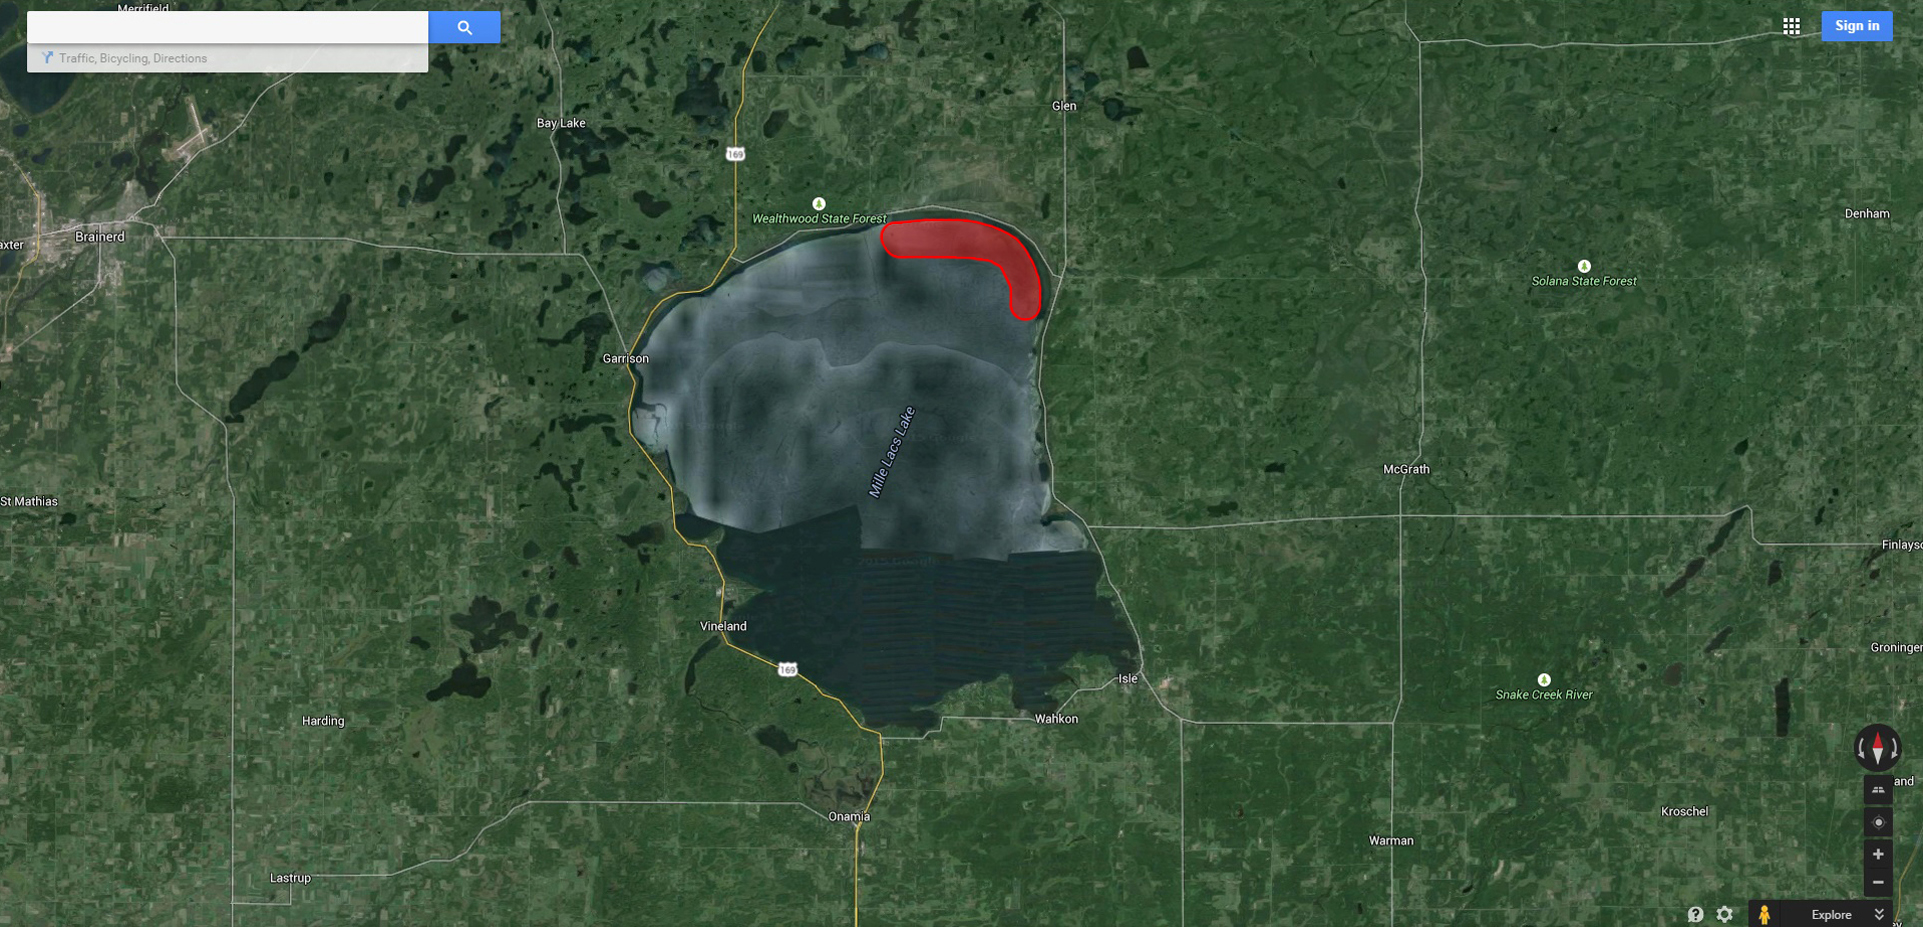 Merrifield
Sign in
Traffic, Bicycling, Directions
Glen
Bay Lake
169
Wealthwood State Forest
Denham
Brainerd
axter
Solana State Forest
Garrison
Mille Lacs Lake
McGrath
St Mathias
Finlayso
© 2015 Google
Vineland
Groninger
169
Isle
Snake Creek River
Harding
Wahkon
and
Onamia
Kroschel
Warman
Lastrup
Explore